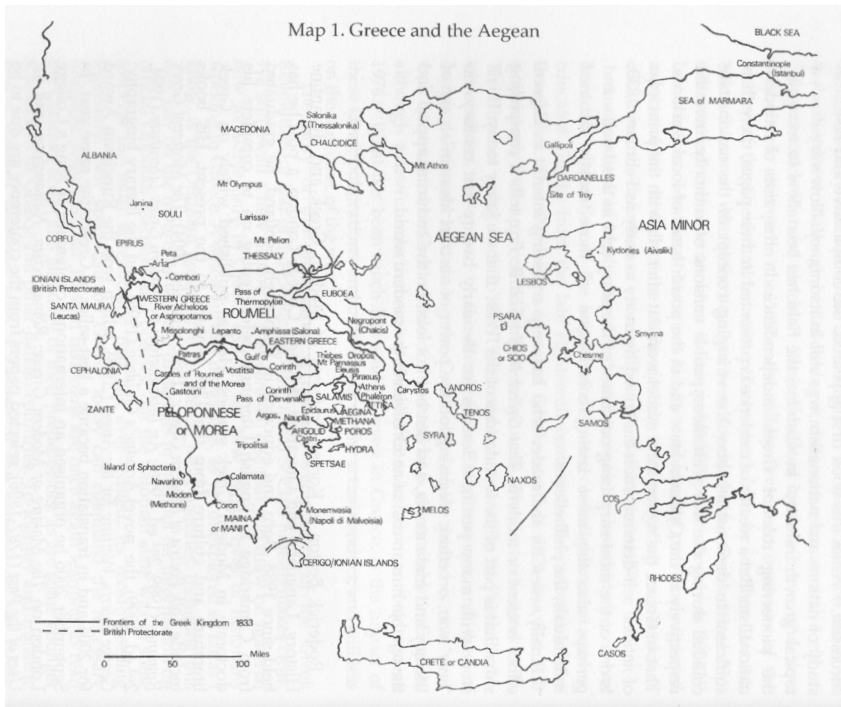 Map 1. Greece and the Aegean
BLACK SEA
Constantinople
(Istanbul)
SEA of MARMARA
Salonika
(Thessalonika)
MACEDONIA
CHALCIDICE
Gallipoli
ALBANIA
Mt Athos
DARDANELLES
Mt Olympus
Site of Troy
Janina
SOULI
Larissa
ASIA MINOR
CORFU
EPIRUS
Mt Pelion
AEGEAN SEA
Peta
Arta
THESSALY
Kydonies (Aivalik)
Comboti
IONIAN ISLANDS
(British Protectorate)
LESBOS
WESTERN GREECE
Pass of
Thermopylae
EUBOEA
SANTA MAURA
(Leucas)
River Acheloos
or Aspropotamos
ROUMELI
PSARA
Negropont
(Chalcis)
Missolonghi
Lepanto
Amphissa (Salona)
EASTERN GREECE
Smyrna
CHIOS
or SCIO
Chesme
Patras
Gulf of
Corinth
Thebes
Oropos
Mt Parnassus
Eleusis
Piraeus
CEPHALONIA
Vostitsa
Castles of Roumeli
and of the Morea
Gastouni
Corinth
Pass of Dervenaki
Athens
Phaleron
ATTICA
Carystos
ANDROS
SALAMIS
ZANTE
PELOPONNESE
or MOREA
Epidaurus
AEGINA
METHANA
TENOS
Argos
Nauplia
ARGOLID
POROS
SAMOS
Castri
Tripolitsa
HYDRA
SYRA
SPETSAE
Island of Sphacteria
Navarino
Calamata
NAXOS
Modon
(Methone)
Coron
COS
MAINA
or MANI
Monemvasia
(Napoli di Malvoisia)
MELOS
CERIGO/IONIAN ISLANDS
RHODES
Frontiers of the Greek Kingdom 1833
British Protectorate
Miles
0 50 100
CRETE or CANDIA
CASOS